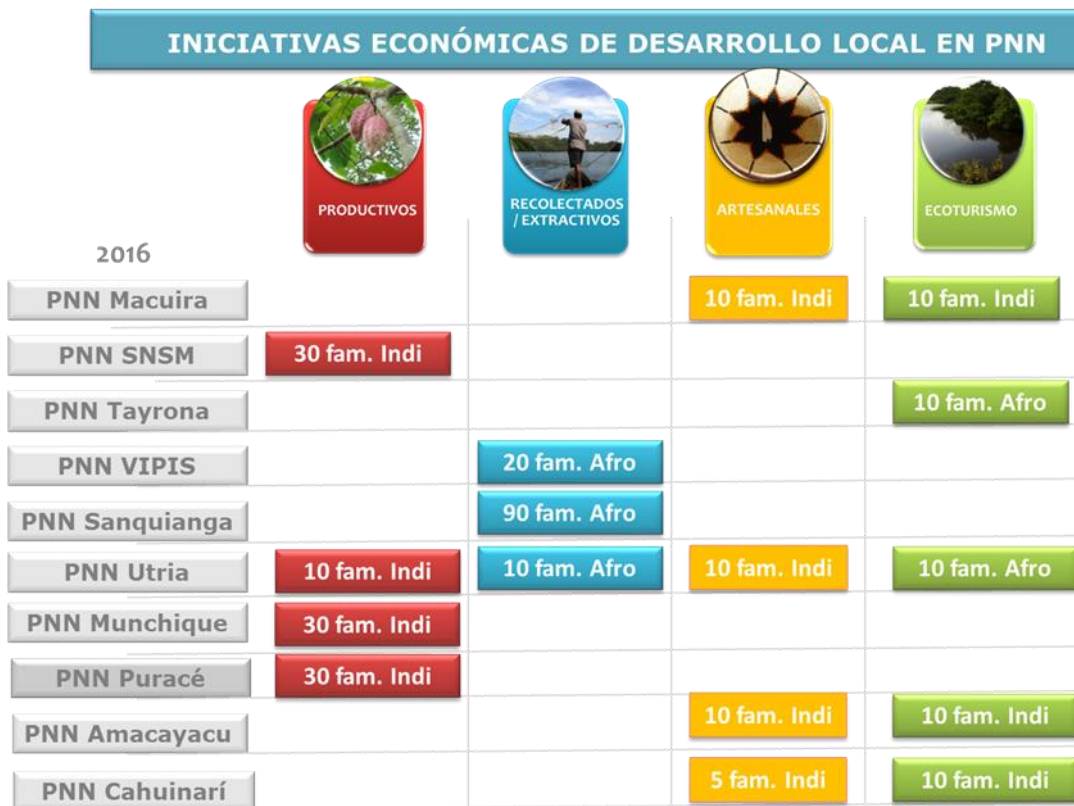 INICIATIVAS ECONÓMICAS DE DESARROLLO LOCAL EN PNN
PRODUCTIVOS
RECOLECTADOS
/ EXTRACTIVOS
ARTESANALES
ECOTURISMO
2016
PNN Macuira 10 fam. Indi 10 fam. Indi
PNN SNSM 30 fam. Indi
PNN Tayrona 10 fam. Afro
PNN VIPIS 20 fam. Afro
PNN Sanquianga 90 fam. Afro
PNN Utria 10 fam. Indi 10 fam. Afro 10 fam. Indi 10 fam. Afro
PNN Munchique 30 fam. Indi
PNN Puracé 30 fam. Indi
PNN Amacayacu 10 fam. Indi 10 fam. Indi
PNN Cahuinarí 5 fam. Indi 10 fam. Indi